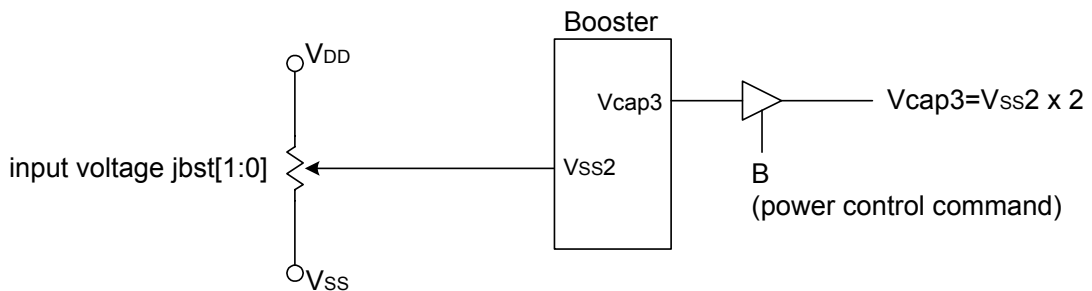 Booster
VDD
Vcap3
Vcap3=VSS2 x 2
input voltage jbst[1:0]
VSS2
B
(power control command)
VSS